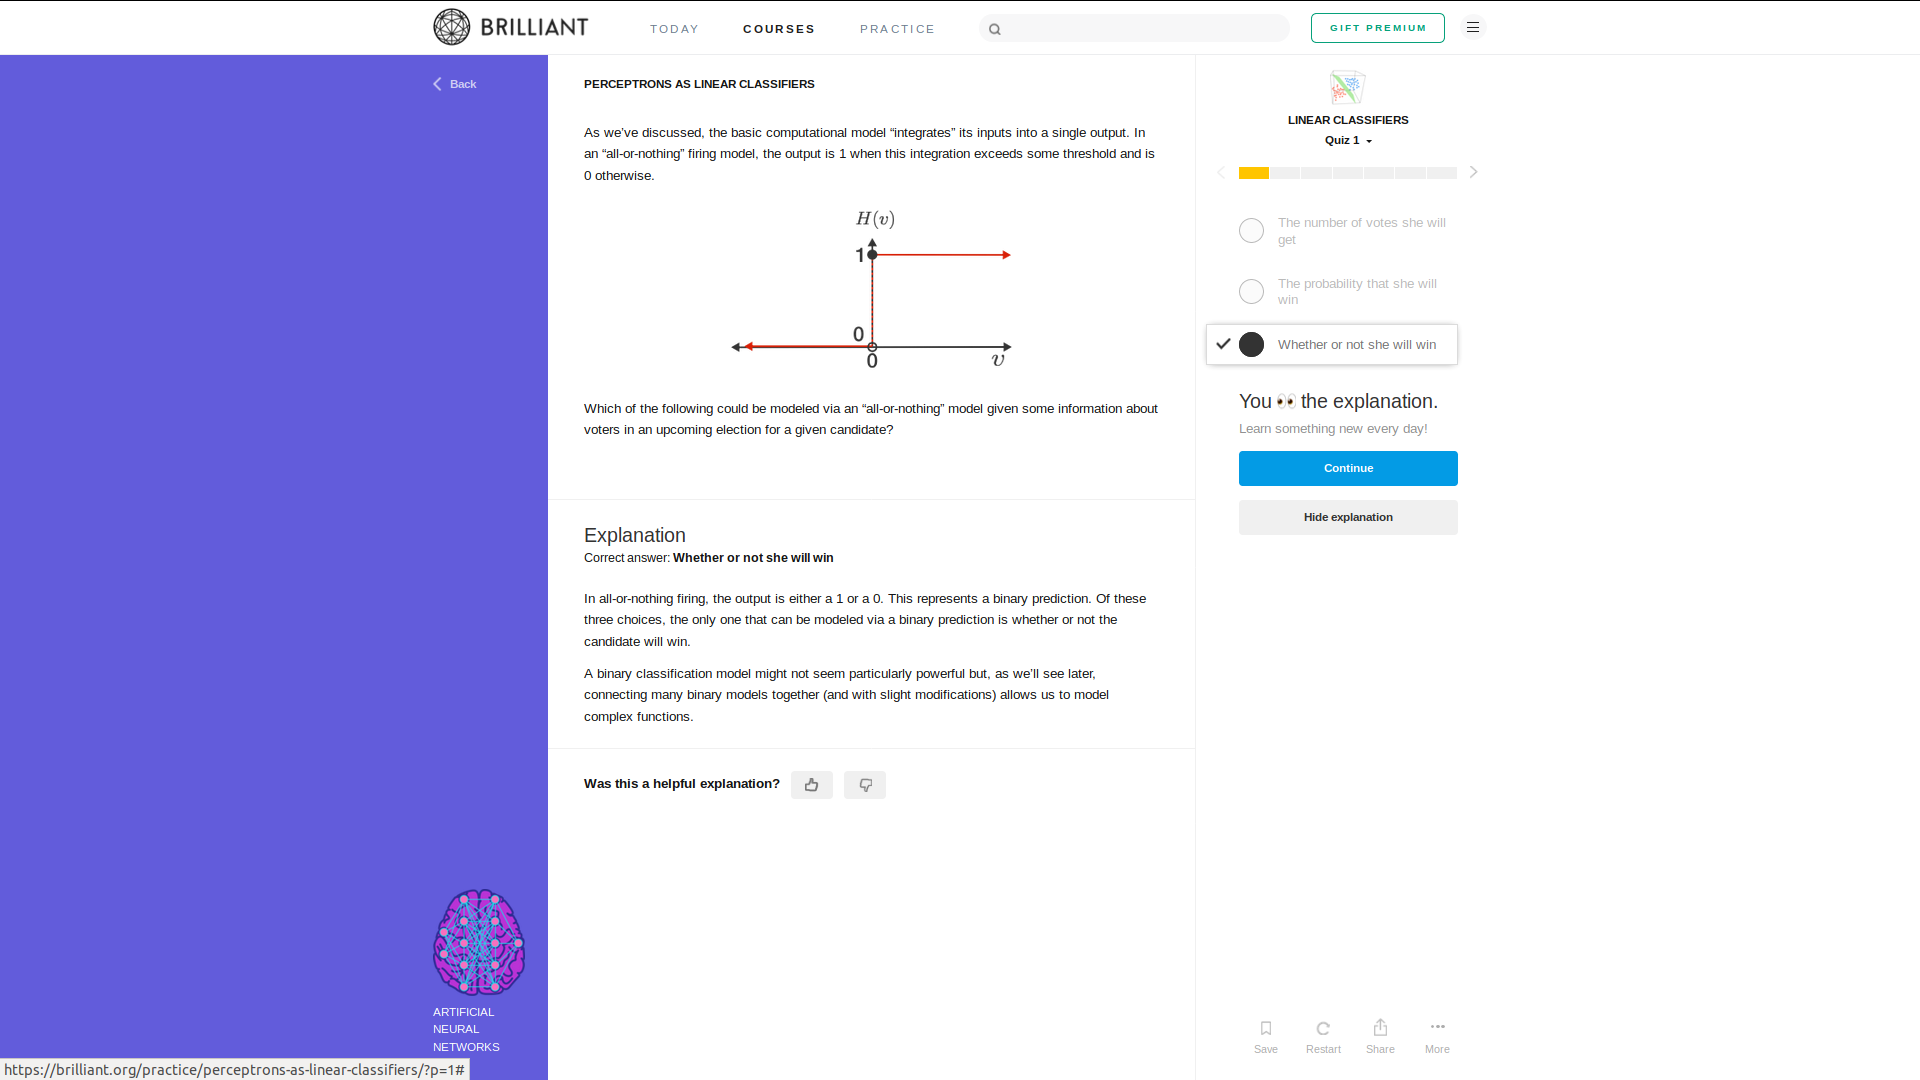 BRILLIANT
TODAY
COURSES
PRACTICE
GIFT PREMIUM
Back
PERCEPTRONS AS LINEAR CLASSIFIERS
As we’ve discussed, the basic computational model “integrates” its inputs into a single output. In
an “all-or-nothing” firing model, the output is 1 when this integration exceeds some threshold and is
0 otherwise.
H(v)
1
0
0
v
Which of the following could be modeled via an “all-or-nothing” model given some information about
voters in an upcoming election for a given candidate?
Explanation
Correct answer: Whether or not she will win
In all-or-nothing firing, the output is either a 1 or a 0. This represents a binary prediction. Of these
three choices, the only one that can be modeled via a binary prediction is whether or not the
candidate will win.
A binary classification model might not seem particularly powerful but, as we’ll see later,
connecting many binary models together (and with slight modifications) allows us to model
complex functions.
Was this a helpful explanation?
LINEAR CLASSIFIERS
Quiz 1
The number of votes she will
get
The probability that she will
win
Whether or not she will win
You 👀 the explanation.
Learn something new every day!
Continue
Hide explanation
Save
Restart
Share
More
ARTIFICIAL
NEURAL
NETWORKS
https://brilliant.org/practice/perceptrons-as-linear-classifiers/?p=1#